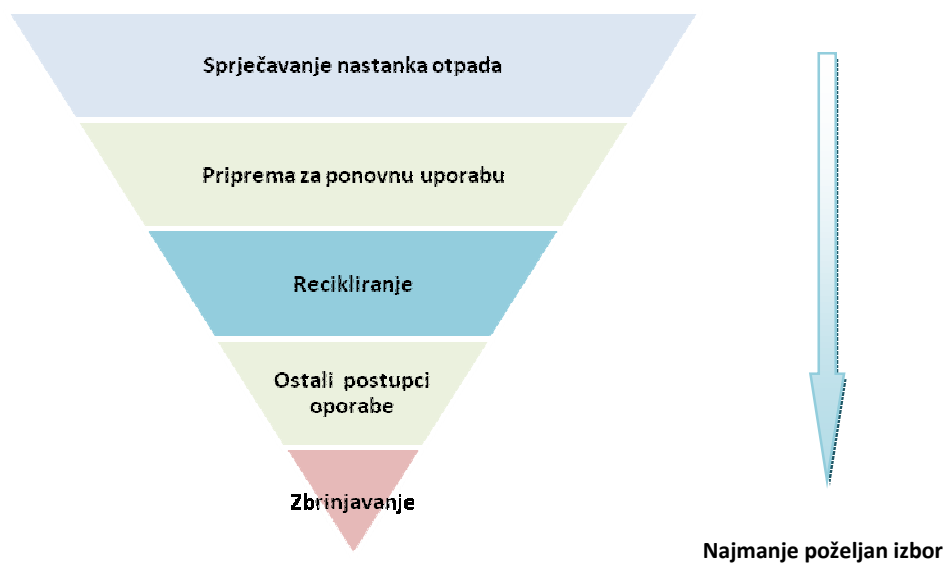 Sprječavanje nastanka otpada
Priprema za ponovnu uporabu
Recikliranje
Ostali postupci
oporabe
Zbrinjavanje
Najmanje poželjan izbor